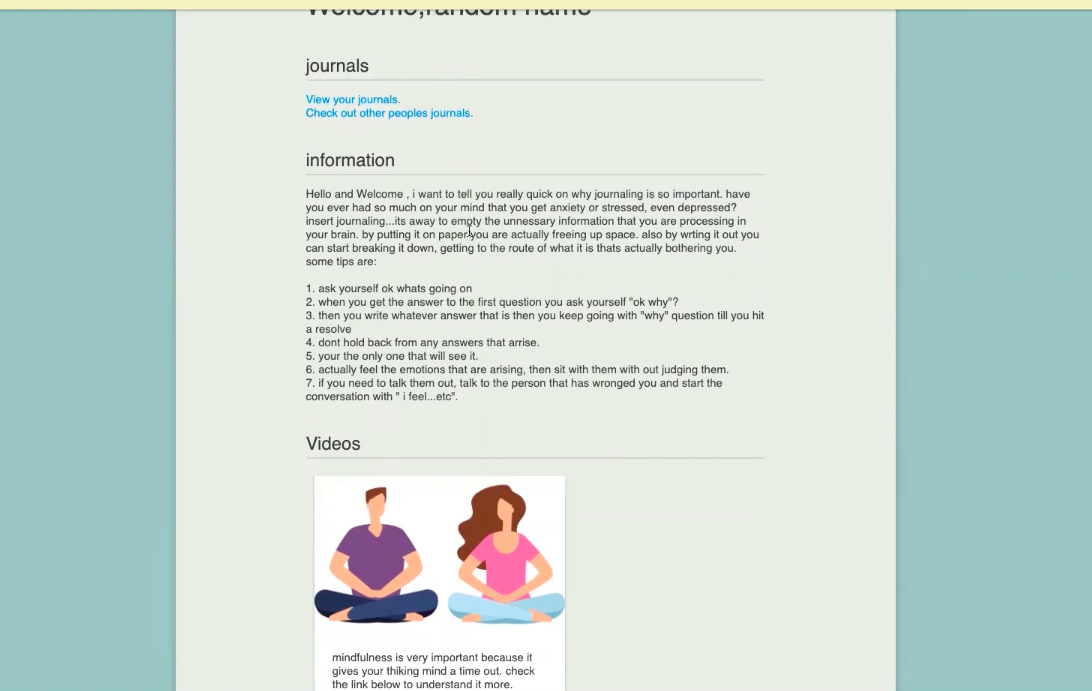 Welcome,random name
journals
View your journals.
Check out other peoples journals.
information
Hello and Welcome , i want to tell you really quick on why journaling is so important. have
you ever had so much on your mind that you get anxiety or stressed, even depressed?
insert journaling...its away to empty the unnessary information that you are processing in
your brain. by putting it on paper you are actually freeing up space. also by wrting it out you
can start breaking it down, getting to the route of what it is thats actually bothering you.
some tips are:
1. ask yourself ok whats going on
2. when you get the answer to the first question you ask yourself "ok why"?
3. then you write whatever answer that is then you keep going with "why" question till you hit
a resolve
4. dont hold back from any answers that arrise.
5. your the only one that will see it.
6. actually feel the emotions that are arising, then sit with them with out judging them.
7. if you need to talk them out, talk to the person that has wronged you and start the
conversation with " i feel...etc".
Videos
mindfulness is very important because it
gives your thiking mind a time out. check
the link below to understand it more.